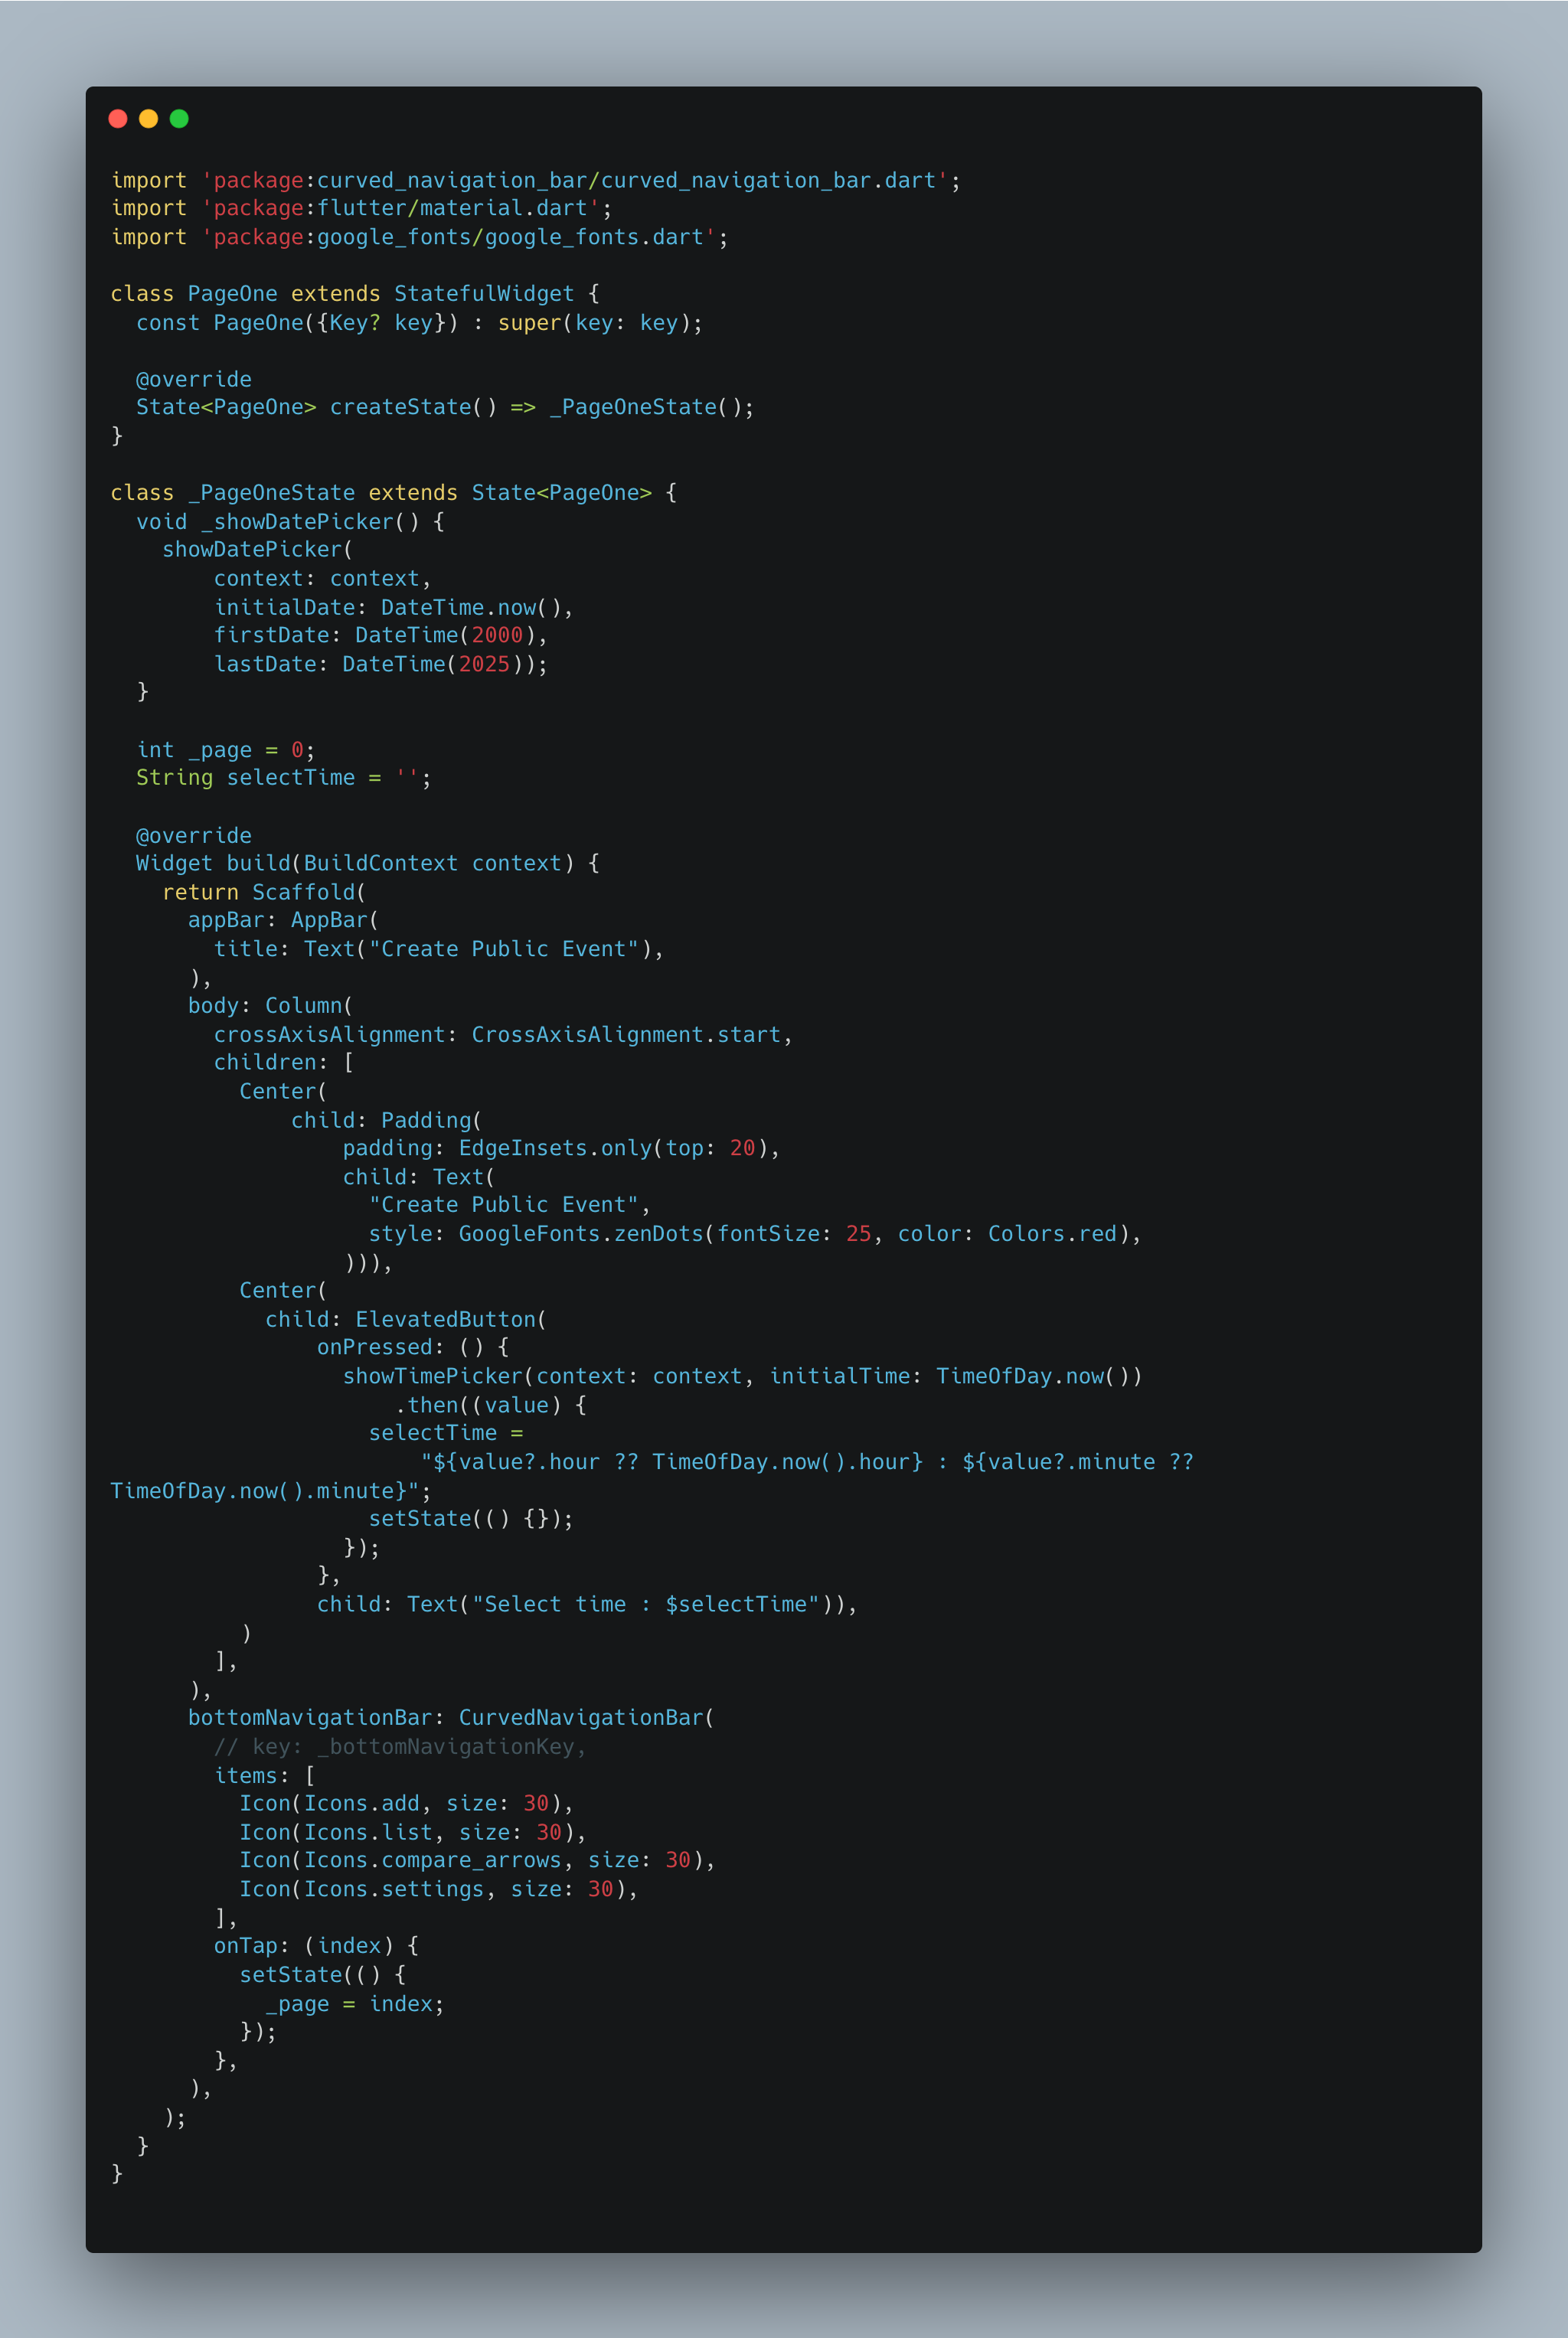 import 'package:curved_navigation_bar/curved_navigation_bar.dart';
import 'package:flutter/material.dart';
import 'package:google_fonts/google_fonts.dart';

class PageOne extends StatefulWidget {
  const PageOne({Key? key}) : super(key: key);

  @override
  State<PageOne> createState() => _PageOneState();
}

class _PageOneState extends State<PageOne> {
  void _showDatePicker() {
    showDatePicker(
        context: context,
        initialDate: DateTime.now(),
        firstDate: DateTime(2000),
        lastDate: DateTime(2025));
  }

  int _page = 0;
  String selectTime = '';

  @override
  Widget build(BuildContext context) {
    return Scaffold(
      appBar: AppBar(
        title: Text("Create Public Event"),
      ),
      body: Column(
        crossAxisAlignment: CrossAxisAlignment.start,
        children: [
          Center(
              child: Padding(
                  padding: EdgeInsets.only(top: 20),
                  child: Text(
                    "Create Public Event",
                    style: GoogleFonts.zenDots(fontSize: 25, color: Colors.red),
                  ))),
          Center(
            child: ElevatedButton(
                onPressed: () {
                  showTimePicker(context: context, initialTime: TimeOfDay.now())
                      .then((value) {
                    selectTime =
                        "${value?.hour ?? TimeOfDay.now().hour} : ${value?.minute ??
TimeOfDay.now().minute}";
                    setState(() {});
                  });
                },
                child: Text("Select time : $selectTime")),
          )
        ],
      ),
      bottomNavigationBar: CurvedNavigationBar(
        // key: _bottomNavigationKey,
        items: [
          Icon(Icons.add, size: 30),
          Icon(Icons.list, size: 30),
          Icon(Icons.compare_arrows, size: 30),
          Icon(Icons.settings, size: 30),
        ],
        onTap: (index) {
          setState(() {
            _page = index;
          });
        },
      ),
    );
  }
}